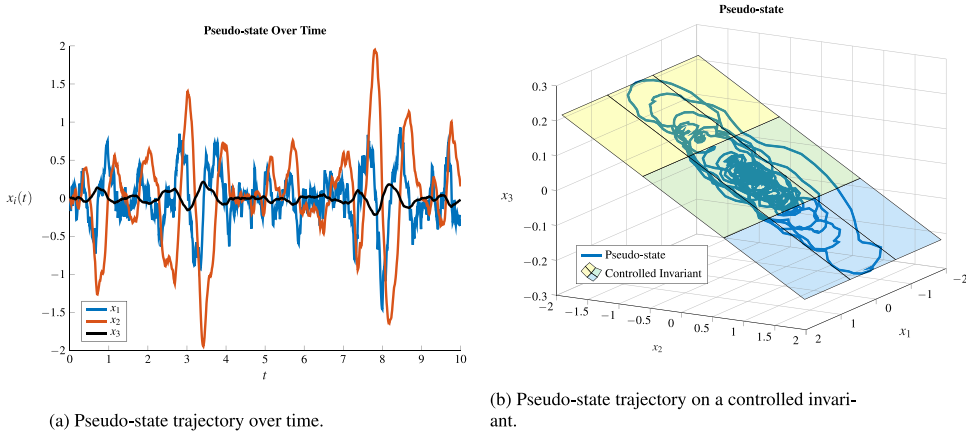 Pseudo-state Over Time
2
1.5
1
0.5
0
−0.5
−1
−1.5
−2
x_i(t)
x_1
x_2
x_3
0 1 2 3 4 5 6 7 8 9 10
t
(a) Pseudo-state trajectory over time.
Pseudo-state
0.3
0.2
0.1
0
−0.1
−0.2
−0.3
x_3
Pseudo-state
Controlled Invariant
−2 −1.5 −1 −0.5 0 0.5 1 1.5 2
x_2
2 1 0 −1 −2
x_1
(b) Pseudo-state trajectory on a controlled invari-
ant.